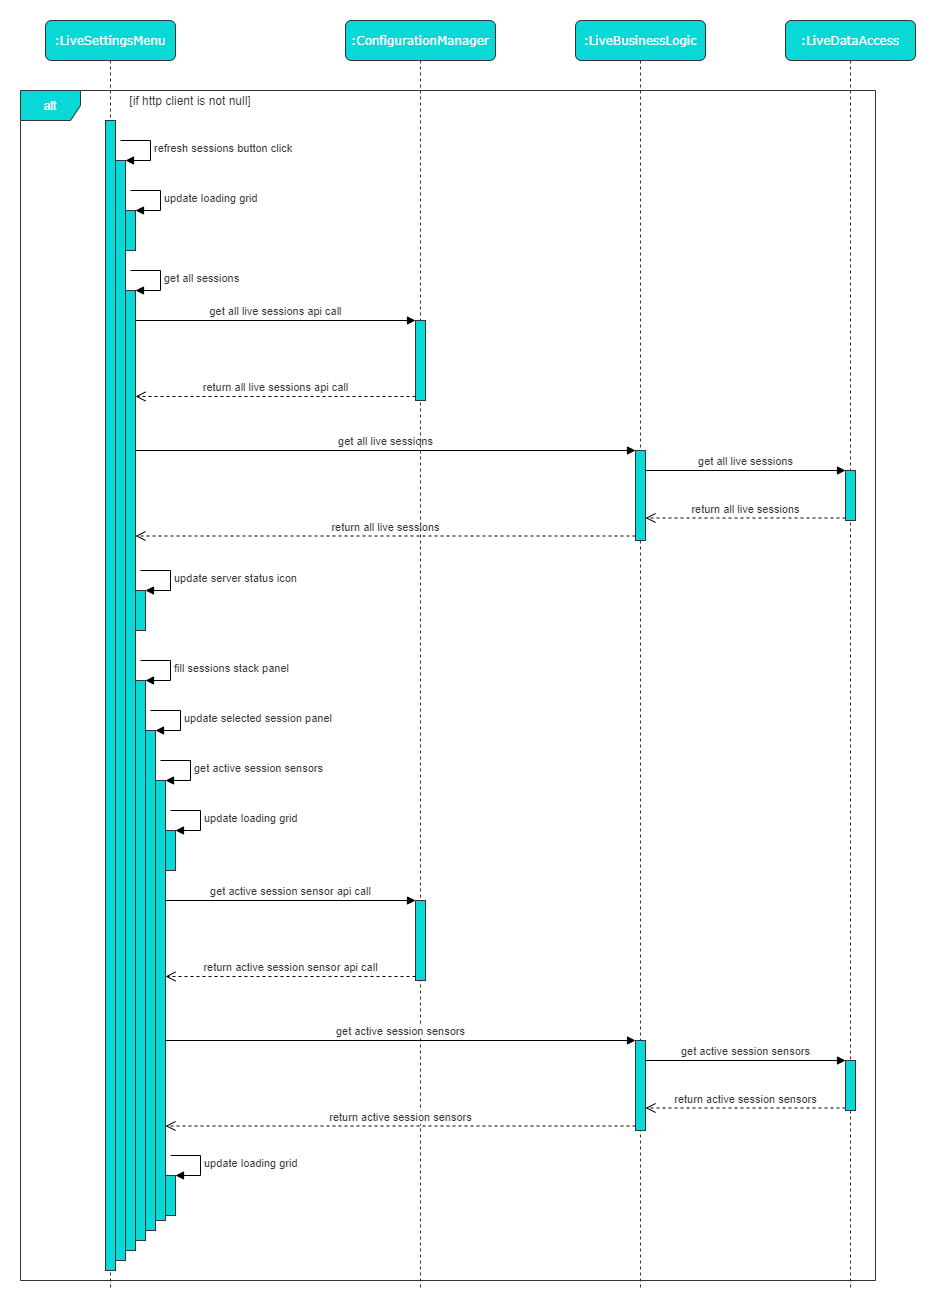 :LiveSettingsMenu
:ConfigurationManager
:LiveBusinessLogic
:LiveDataAccess
alt
[if http client is not null]
refresh sessions button click
update loading grid
get all sessions
get all live sessions api call
return all live sessions api call
get all live sessions
get all live sessions
return all live sessions
return all live sessions
update server status icon
fill sessions stack panel
update selected session panel
get active session sensors
update loading grid
get active session sensor api call
return active session sensor api call
get active session sensors
get active session sensors
return active session sensors
return active session sensors
update loading grid